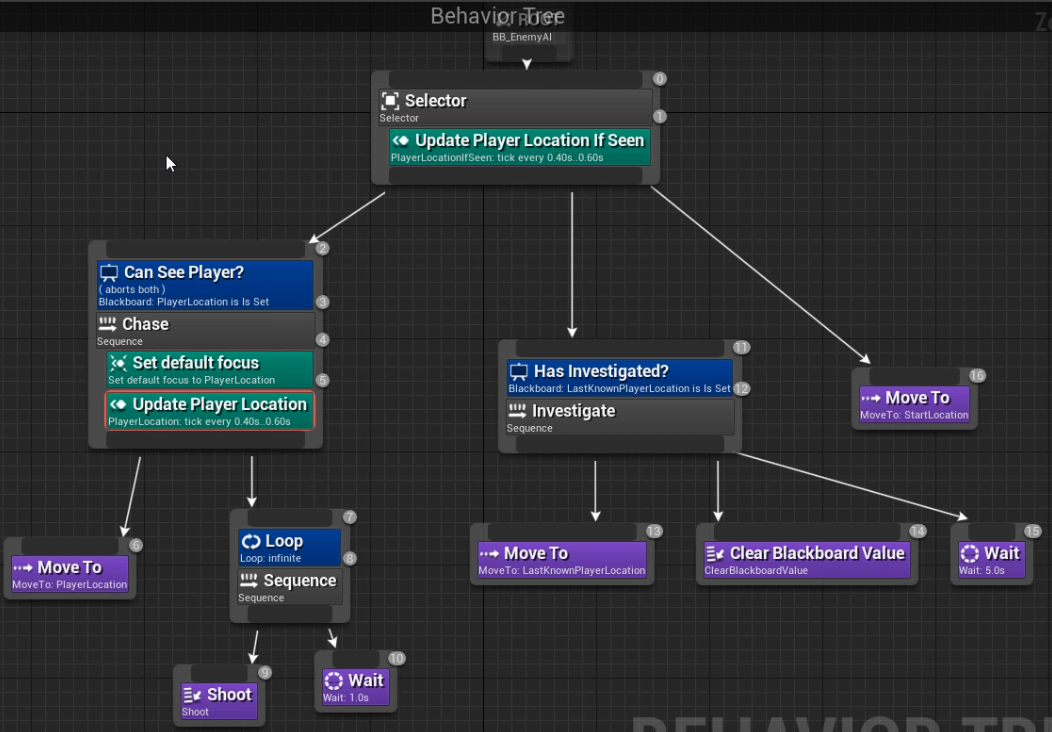 Behavior Tree
ROOT
BB_EnemyAI
0
Selector
Selector
1
Update Player Location If Seen
PlayerLocationIfSeen: tick every 0.40s..0.60s
2
Can See Player?
( aborts both )
Blackboard: PlayerLocation is Is Set
3
Chase
Sequence
4
Set default focus
Set default focus to PlayerLocation
5
Update Player Location
PlayerLocation: tick every 0.40s..0.60s
11
Has Investigated?
Blackboard: LastKnownPlayerLocation is Is Set
12
Investigate
Sequence
16
Move To
MoveTo: StartLocation
6
Move To
MoveTo: PlayerLocation
7
Loop
Loop: infinite
8
Sequence
Sequence
13
Move To
MoveTo: LastKnownPlayerLocation
14
Clear Blackboard Value
ClearBlackboardValue
15
Wait
Wait: 5.0s
9
Shoot
Shoot
10
Wait
Wait: 1.0s